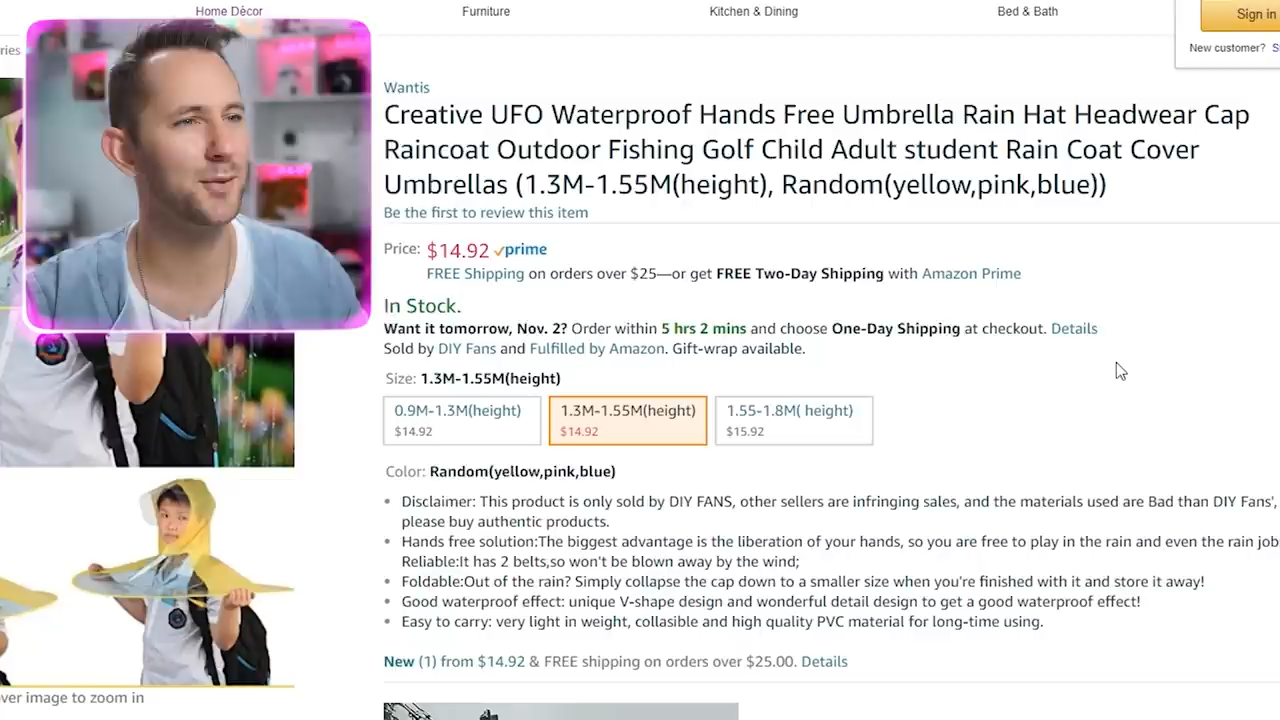 Home Dècor
Furniture
Kitchen & Dining
Bed & Bath
Sign in
New customer?
ries
Wantis
Creative UFO Waterproof Hands Free Umbrella Rain Hat Headwear Cap
Raincoat Outdoor Fishing Golf Child Adult student Rain Coat Cover
Umbrellas (1.3M-1.55M(height), Random(yellow,pink,blue))
Be the first to review this item
Price: $14.92 prime
FREE Shipping on orders over $25—or get FREE Two-Day Shipping with Amazon Prime
In Stock.
Want it tomorrow, Nov. 2? Order within 5 hrs 2 mins and choose One-Day Shipping at checkout. Details
Sold by DIY Fans and Fulfilled by Amazon. Gift-wrap available.
Size: 1.3M-1.55M(height)
0.9M-1.3M(height)
$14.92
1.3M-1.55M(height)
$14.92
1.55-1.8M( height)
$15.92
Color: Random(yellow,pink,blue)
• Disclaimer: This product is only sold by DIY FANS, other sellers are infringing sales, and the materials used are Bad than DIY Fans',
please buy authentic products.
• Hands free solution:The biggest advantage is the liberation of your hands, so you are free to play in the rain and even the rain job
Reliable:It has 2 belts,so won't be blown away by the wind;
• Foldable:Out of the rain? Simply collapse the cap down to a smaller size when you're finished with it and store it away!
• Good waterproof effect: unique V-shape design and wonderful detail design to get a good waterproof effect!
• Easy to carry: very light in weight, collasible and high quality PVC material for long-time using.
New (1) from $14.92 & FREE shipping on orders over $25.00. Details
ver image to zoom in